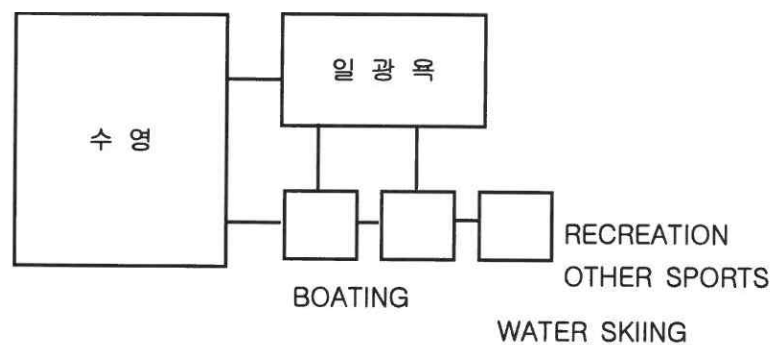 일 광 욕
수 영
RECREATION
OTHER SPORTS
BOATING
WATER SKIING